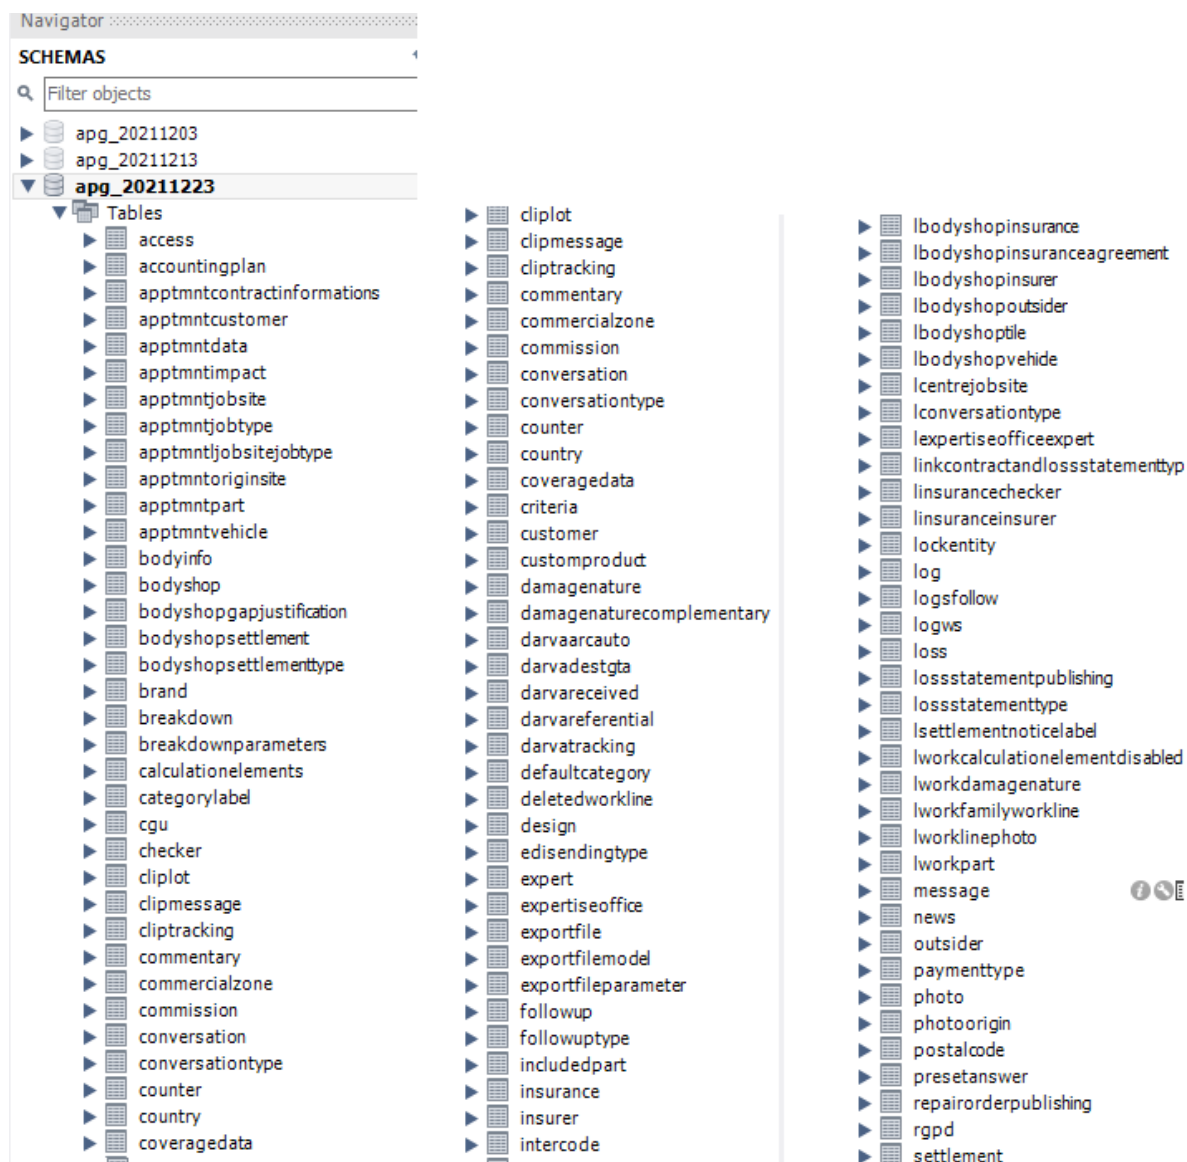 Navigator
SCHEMAS
Filter objects
apg_20211203
apg_20211213
apg_20211223
Tables
access
accountingplan
apptmntcontractinformations
apptmntcustomer
apptmntdata
apptmntimpact
apptmntjobsite
apptmntjobtype
apptmntljobsitejobtype
apptmntoriginsite
apptmntpart
apptmntvehicle
bodyinfo
bodyshop
bodyshopgapjustification
bodyshopsettlement
bodyshopsettlementtype
brand
breakdown
breakdownparameters
calculationelements
categorylabel
cgu
checker
cliplot
clipmessage
cliptracking
commentary
commercialzone
commission
conversation
conversationtype
counter
country
coveragedata
cliplot
clipmessage
cliptracking
commentary
commercialzone
commission
conversation
conversationtype
counter
country
coveragedata
criteria
customer
customproduct
damagenature
damagenaturecomplementary
darvaarcauto
darvadestgta
darvareceived
darvareferential
darvatracking
defaultcategory
deletedworkline
design
edisendingtype
expert
expertiseoffice
exportfile
exportfilemodel
exportfileparameter
followup
followuptype
includedpart
insurance
insurer
intercode
lbodyshopinsurance
lbodyshopinsuranceagreement
lbodyshopinsurer
lbodyshopoutsider
lbodyshoptile
lbodyshopvehicle
lcentrejobsite
lconversationtype
lexpertiseofficeexpert
linkcontractandlossstatementtyp
linsurancechecker
linsuranceinsurer
lockentity
log
logsfollow
logws
loss
lossstatementpublishing
lossstatementtype
lsettlementnoticelabel
lworkcalculationelementdisabled
lworkdamagenature
lworkfamilyworkline
lworklinephoto
lworkpart
message
news
outsider
paymenttype
photo
photoorigin
postalcode
presetanswer
repairorderpublishing
rgpd
settlement